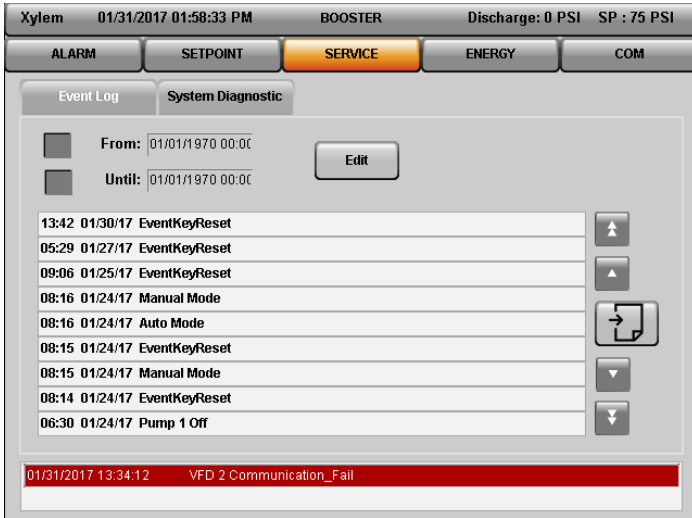 Xylem 01/31/2017 01:58:33 PM BOOSTER Discharge: 0 PSI SP : 75 PSI
ALARM SETPOINT SERVICE ENERGY COM
Event Log System Diagnostic
From: 01/01/1970 00:00
Edit
Until: 01/01/1970 00:00
13:42 01/30/17 EventKeyReset
05:29 01/27/17 EventKeyReset
09:06 01/25/17 EventKeyReset
08:16 01/24/17 Manual Mode
08:16 01/24/17 Auto Mode
08:15 01/24/17 EventKeyReset
08:15 01/24/17 Manual Mode
08:14 01/24/17 EventKeyReset
06:30 01/24/17 Pump 1 Off
01/31/2017 13:34:12 VFD 2 Communication_Fail